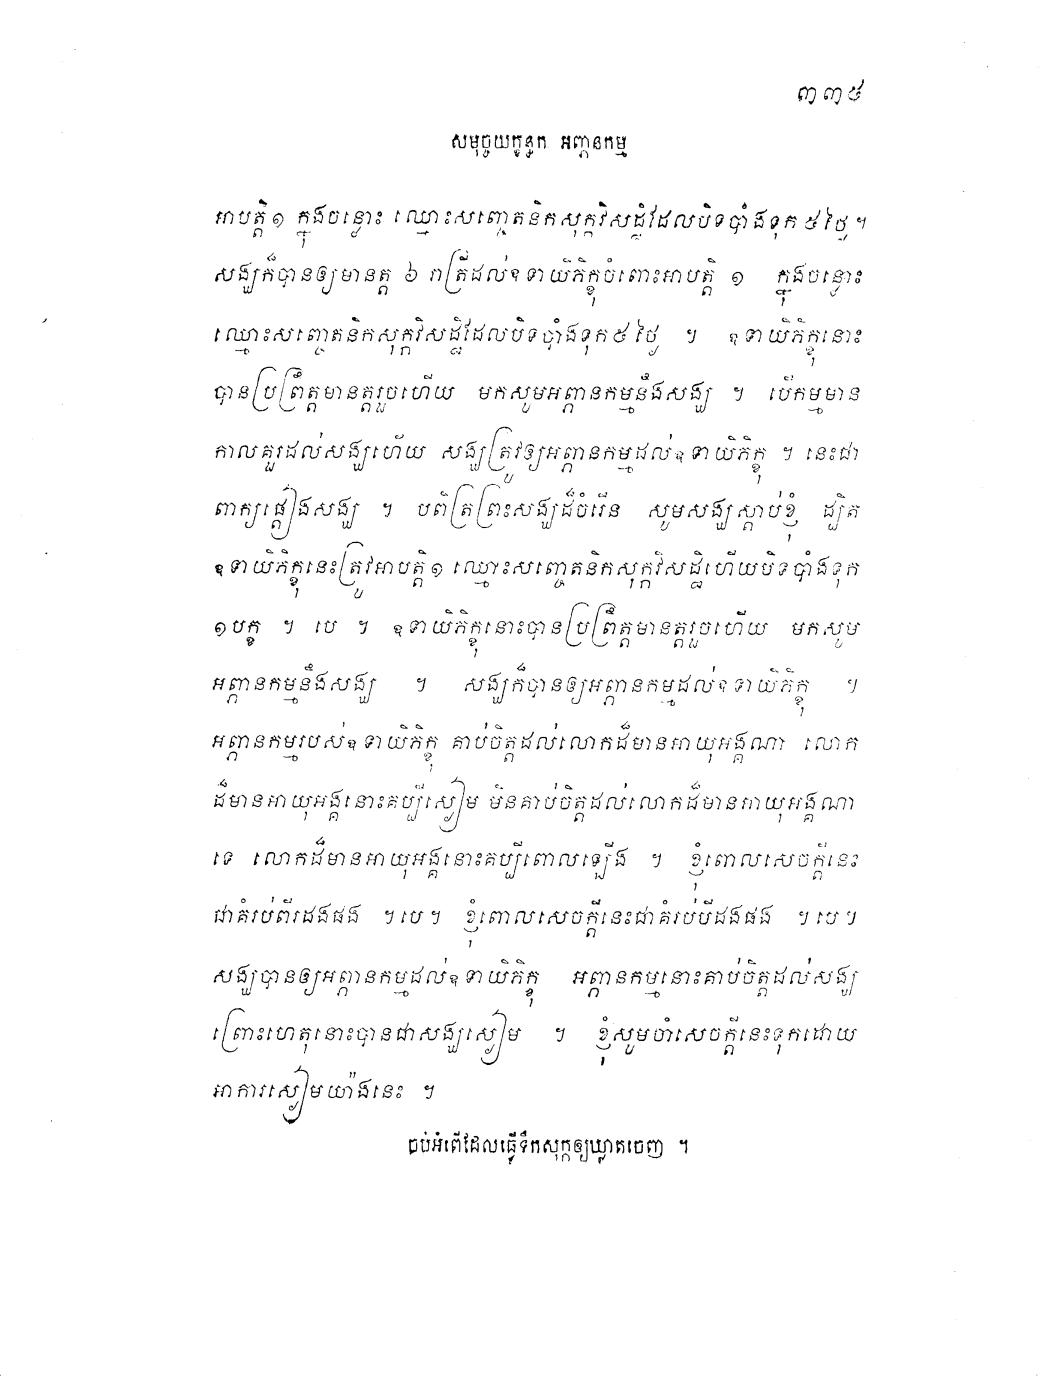 ៣៣៥
សមុច្ចយក្ខន្ធក អព្ភានកម្ម
អាបត្តិ ១ ក្នុងចន្លោះ ឈ្មោះសញ្ចេតនិកសុក្កវិសដ្ឋិដែលបិទបាំងទុក ៥ ថ្ងៃ ។
សង្ឃក៏បានឲ្យមានត្ត ៦ រាត្រីដល់ឧទាយិភិក្ខុចំពោះអាបត្តិ ១ ក្នុងចន្លោះ
ឈ្មោះសញ្ចេតនិកសុក្កវិសដ្ឋិដែលបិទបាំងទុក ៥ ថ្ងៃ ។ ឧទាយិភិក្ខុនោះ
បានប្រព្រឹត្តមានត្តរួចហើយ មកសូមអព្ភានកម្មនឹងសង្ឃ ។ បើកម្មមាន
កាលគួរដល់សង្ឃហើយ សង្ឃត្រូវឲ្យអព្ភានកម្មដល់ឧទាយិភិក្ខុ ។ នេះជា
ពាក្យផ្តៀងសង្ឃ ។ បពិត្រព្រះសង្ឃដ៏ចំរើន សូមសង្ឃស្តាប់ខ្ញុំ ដ្បិត
ឧទាយិភិក្ខុនេះត្រូវអាបត្តិ ១ ឈ្មោះសញ្ចេតនិកសុក្កវិសដ្ឋិហើយបិទបាំងទុក
១ បក្ខ ។ បេ ។ ឧទាយិភិក្ខុនោះបានប្រព្រឹត្តមានត្តរួចហើយ មកសូម
អព្ភានកម្មនឹងសង្ឃ ។ សង្ឃក៏បានឲ្យអព្ភានកម្មដល់ឧទាយិភិក្ខុ ។
អព្ភានកម្មរបស់ឧទាយិភិក្ខុ គាប់ចិត្តដល់លោកដ៏មានអាយុអង្គណា លោក
ដ៏មានអាយុអង្គនោះគប្បីស្ងៀម មិនគាប់ចិត្តដល់លោកដ៏មានអាយុអង្គណា
ទេ លោកដ៏មានអាយុអង្គនោះគប្បីពោលឡើង ។ ខ្ញុំពោលសេចក្តីនេះ
ជាគំរប់ពីរដងផង ។ បេ ។ ខ្ញុំពោលសេចក្តីនេះជាគំរប់បីដងផង ។ បេ ។
សង្ឃបានឲ្យអព្ភានកម្មដល់ឧទាយិភិក្ខុ អព្ភានកម្មនោះគាប់ចិត្តដល់សង្ឃ
ព្រោះហេតុនោះបានជាសង្ឃស្ងៀម ។ ខ្ញុំសូមចាំសេចក្តីនេះទុកដោយ
អាការស្ងៀមយ៉ាងនេះ ។
ចប់អំពើដែលធ្វើទឹកសុក្កឲ្យឃ្លាតចេញ ។